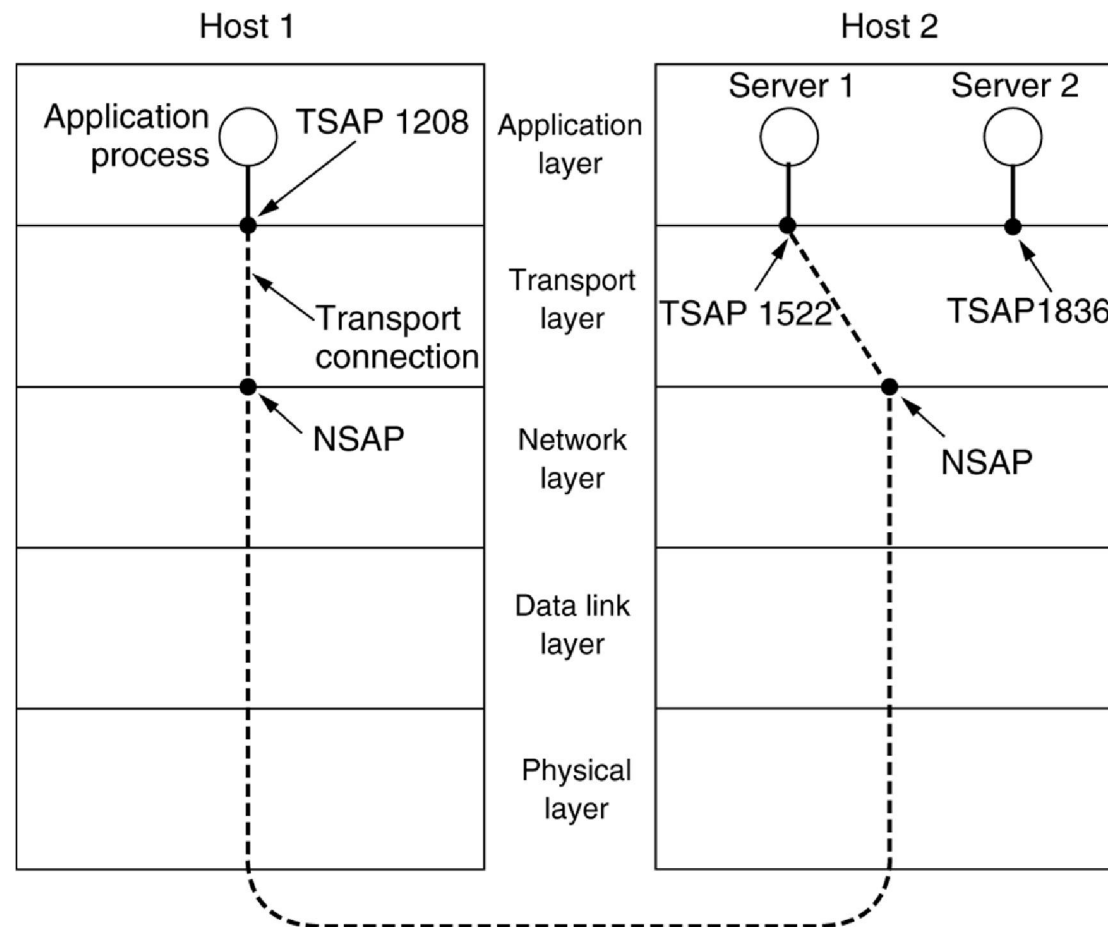 Host 1
Host 2
Application
process
TSAP 1208
Application
layer
Server 1
Server 2
Transport
layer
TSAP 1522
TSAP1836
Transport
connection
NSAP
Network
layer
NSAP
Data link
layer
Physical
layer